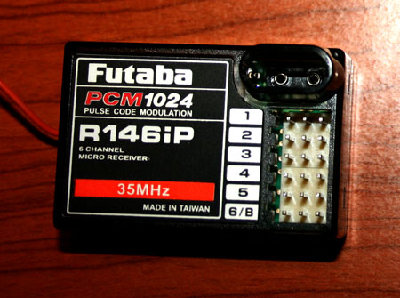 Futaba
PCM1024
PULSE CODE MODULATION
R146iP
6 CHANNEL
MICRO RECEIVER
35MHz
MADE IN TAIWAN
1
2
3
4
5
6/B